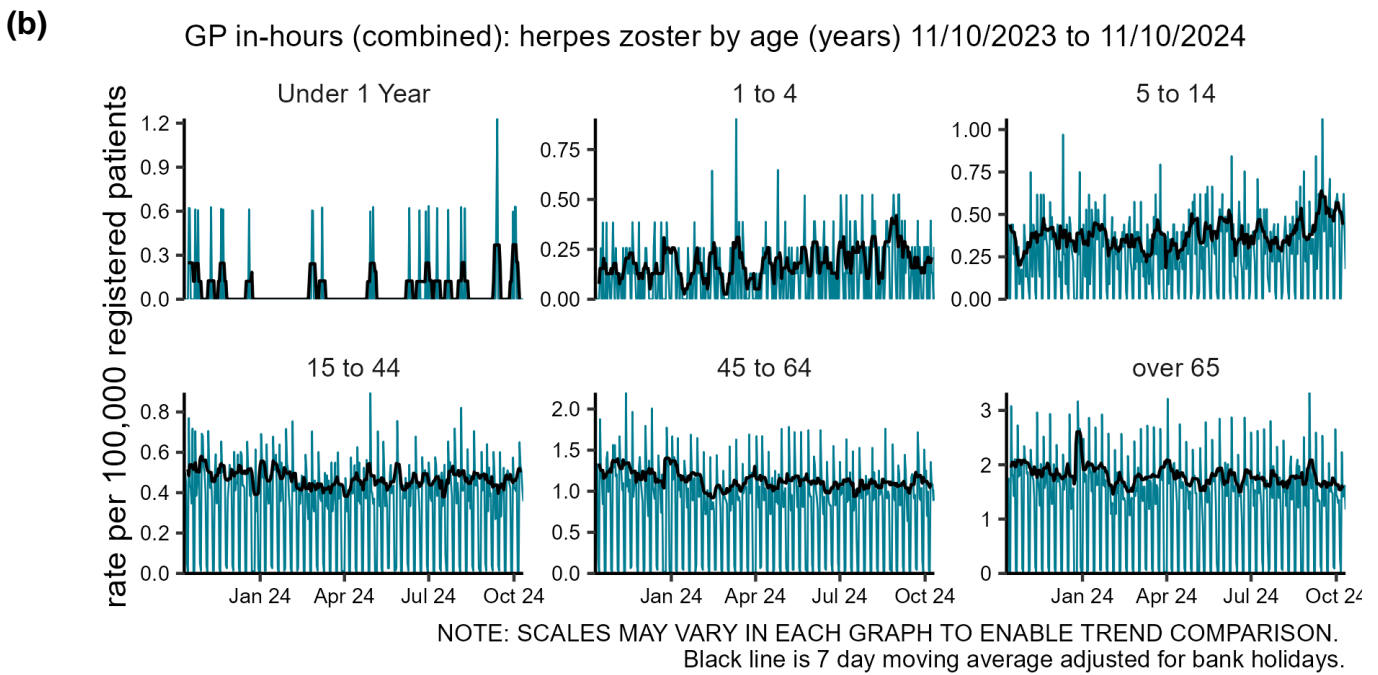 (b)
GP in-hours (combined): herpes zoster by age (years) 11/10/2023 to 11/10/2024
rate per 100,000 registered patients
Under 1 Year
1.2
0.9
0.6
0.3
0.0
1 to 4
0.75
0.50
0.25
0.00
5 to 14
1.00
0.75
0.50
0.25
0.00
15 to 44
0.8
0.6
0.4
0.2
0.0
Jan 24 Apr 24 Jul 24 Oct 24
45 to 64
2.0
1.5
1.0
0.5
0.0
Jan 24 Apr 24 Jul 24 Oct 24
over 65
3
2
1
0
Jan 24 Apr 24 Jul 24 Oct 24
NOTE: SCALES MAY VARY IN EACH GRAPH TO ENABLE TREND COMPARISON.
Black line is 7 day moving average adjusted for bank holidays.